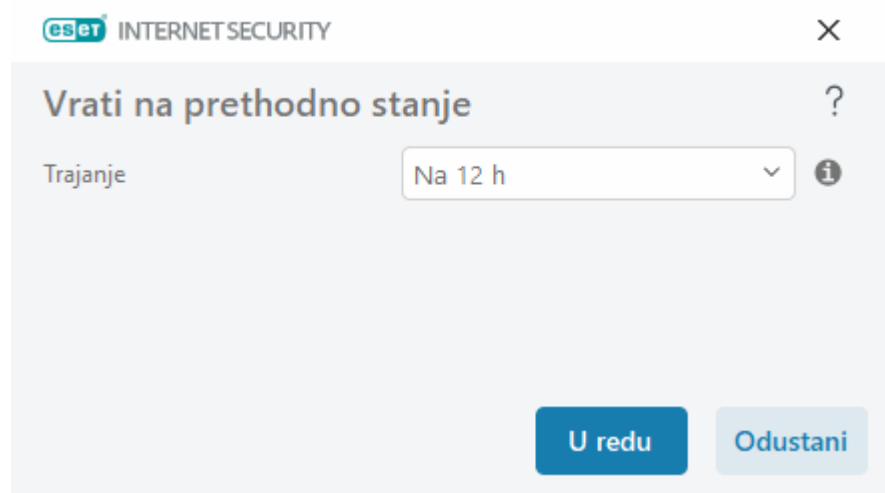 eset INTERNET SECURITY
Vrati na prethodno stanje
?
Trajanje
Na 12 h
U redu
Odustani